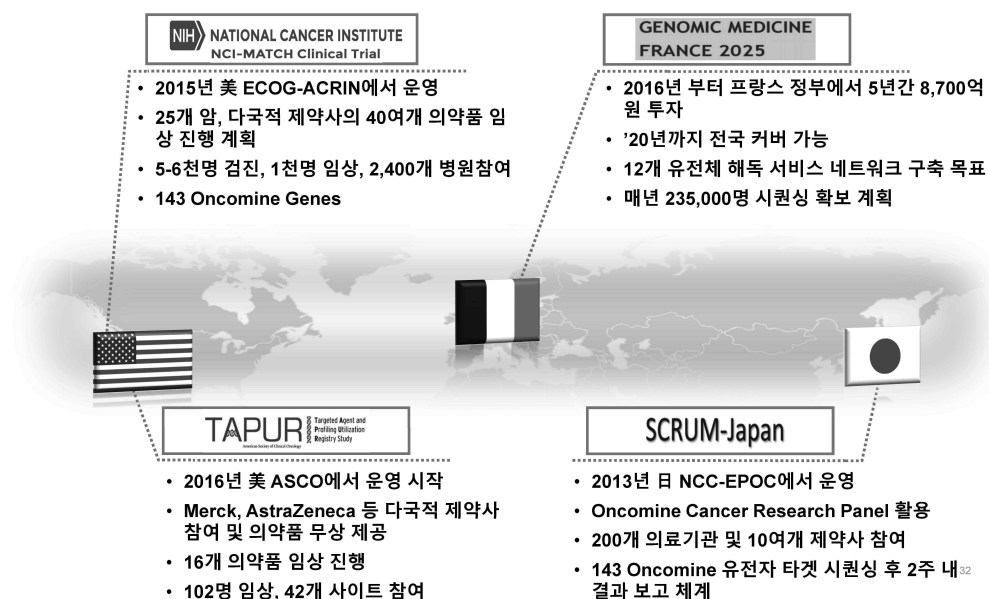 NIH NATIONAL CANCER INSTITUTE
NCI-MATCH Clinical Trial
• 2015년 美 ECOG-ACRIN에서 운영
• 25개 암, 다국적 제약사의 40여개 의약품 임
상 진행 계획
• 5-6천명 검진, 1천명 임상, 2,400개 병원참여
• 143 Oncomine Genes
GENOMIC MEDICINE
FRANCE 2025
• 2016년 부터 프랑스 정부에서 5년간 8,700억
원 투자
• ’20년까지 전국 커버 가능
• 12개 유전체 해독 서비스 네트워크 구축 목표
• 매년 235,000명 시퀀싱 확보 계획
TAPUR
Targeted Agent and
Profiling Utilization
Registry Study
American Society of Clinical Oncology
• 2016년 美 ASCO에서 운영 시작
• Merck, AstraZeneca 등 다국적 제약사
참여 및 의약품 무상 제공
• 16개 의약품 임상 진행
• 102명 임상, 42개 사이트 참여
SCRUM-Japan
• 2013년 日 NCC-EPOC에서 운영
• Oncomine Cancer Research Panel 활용
• 200개 의료기관 및 10여개 제약사 참여
• 143 Oncomine 유전자 타겟 시퀀싱 후 2주 내
결과 보고 체계
32